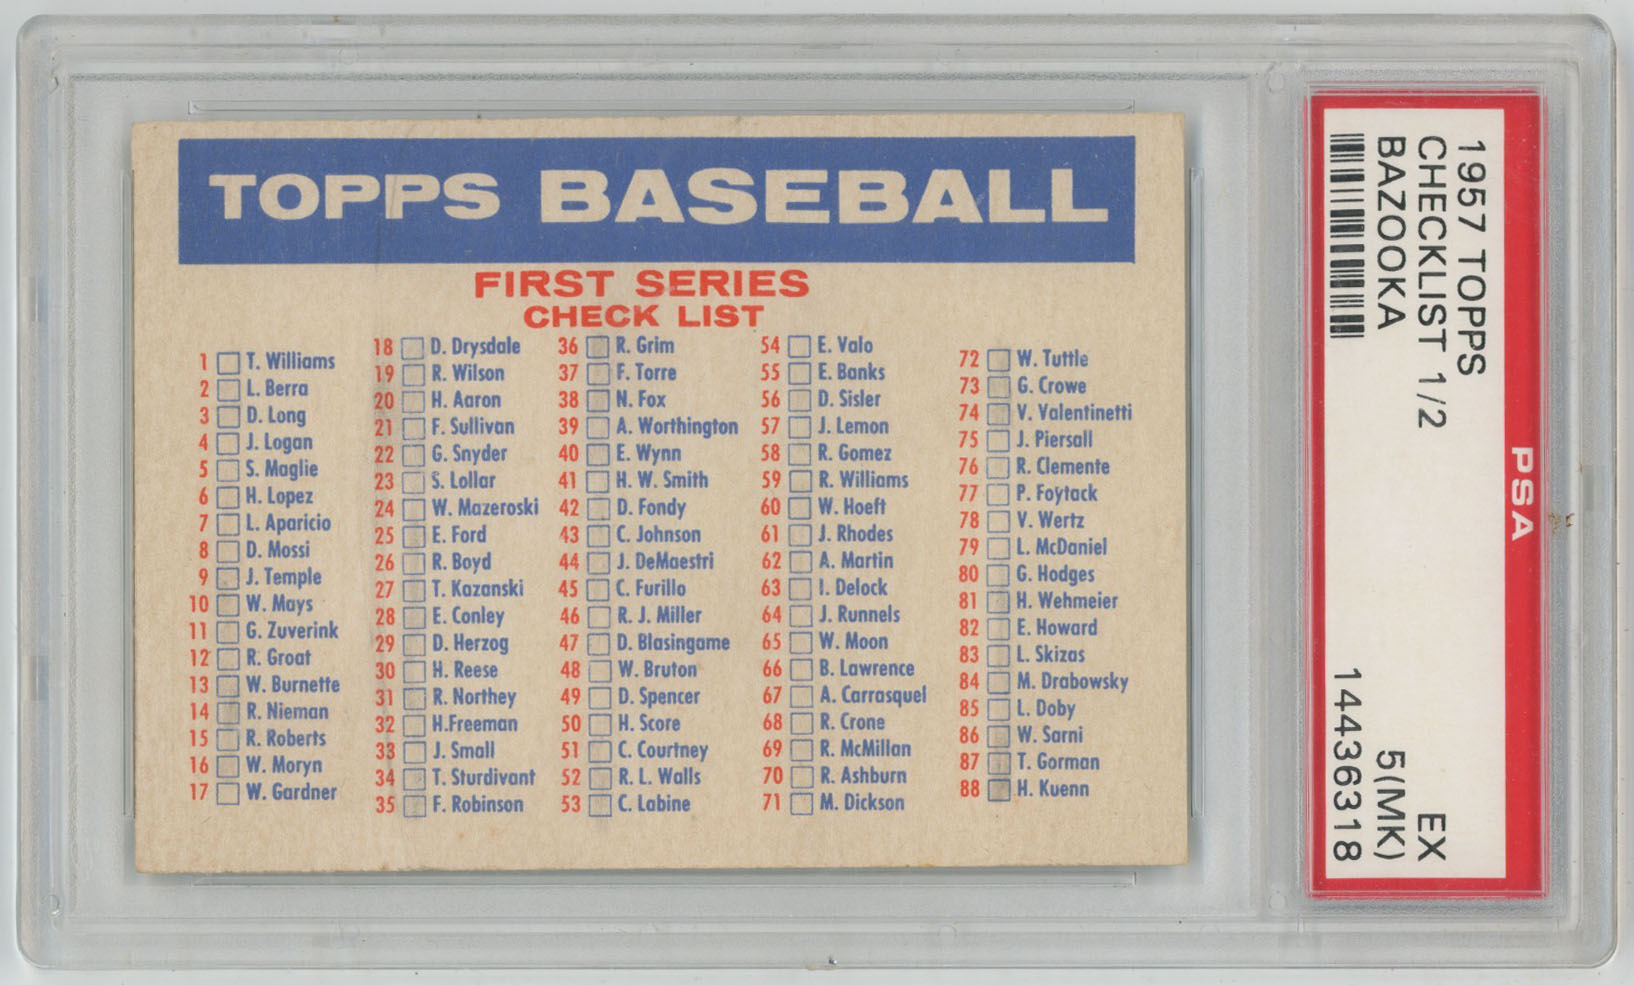 TOPPS BASEBALL
FIRST SERIES
CHECK LIST
1 T. Williams
2 L. Berra
3 D. Long
4 J. Logan
5 S. Maglie
6 H. Lopez
7 L. Aparicio
8 D. Mossi
9 J. Temple
10 W. Mays
11 G. Zuverink
12 R. Groat
13 W. Burnette
14 R. Nieman
15 R. Roberts
16 W. Moryn
17 W. Gardner
18 D. Drysdale
19 R. Wilson
20 H. Aaron
21 F. Sullivan
22 G. Snyder
23 S. Lollar
24 W. Mazeroski
25 E. Ford
26 R. Boyd
27 T. Kazanski
28 E. Conley
29 D. Herzog
30 H. Reese
31 R. Northey
32 H.Freeman
33 J. Small
34 T. Sturdivant
35 F. Robinson
36 R. Grim
37 F. Torre
38 N. Fox
39 A. Worthington
40 E. Wynn
41 H. W. Smith
42 D. Fondy
43 C. Johnson
44 J. DeMaestri
45 C. Furillo
46 R. J. Miller
47 D. Blasingame
48 W. Bruton
49 D. Spencer
50 H. Score
51 C. Courtney
52 R. L. Walls
53 C. Labine
54 E. Valo
55 E. Banks
56 D. Sisler
57 J. Lemon
58 R. Gomez
59 R. Williams
60 W. Hoeft
61 J. Rhodes
62 A. Martin
63 I. Delock
64 J. Runnels
65 W. Moon
66 B. Lawrence
67 A. Carrasquel
68 R. Crone
69 R. McMillan
70 R. Ashburn
71 M. Dickson
72 W. Tuttle
73 G. Crowe
74 V. Valentinetti
75 J. Piersall
76 R. Clemente
77 P. Foytack
78 V. Wertz
79 L. McDaniel
80 G. Hodges
81 H. Wehmeier
82 E. Howard
83 L. Skizas
84 M. Drabowsky
85 L. Doby
86 W. Sarni
87 T. Gorman
88 H. Kuenn
PSA
1957 TOPPS
CHECKLIST 1/2 EX
BAZOOKA 5(MK)
14436318